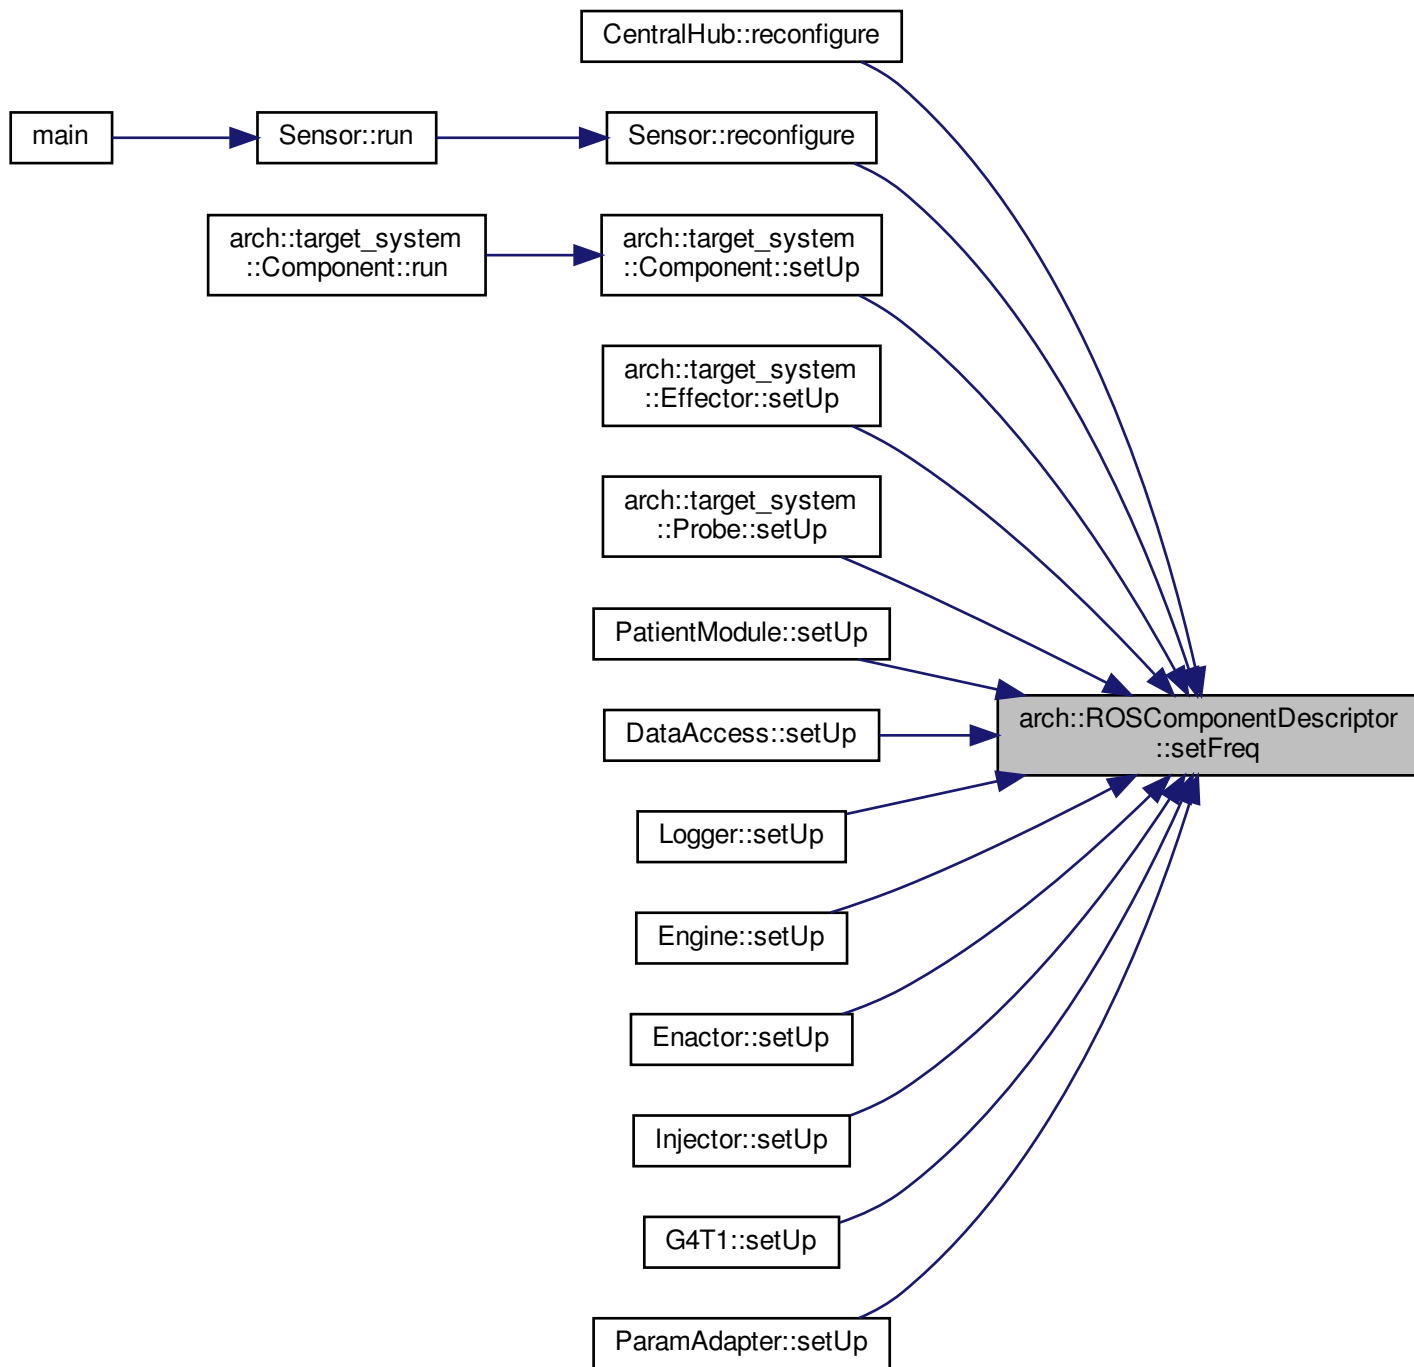 CentralHub::reconfigure
main
Sensor::run
Sensor::reconfigure
arch::target_system
::Component::run
arch::target_system
::Component::setUp
arch::target_system
::Effector::setUp
arch::target_system
::Probe::setUp
PatientModule::setUp
arch::ROSComponentDescriptor
::setFreq
DataAccess::setUp
Logger::setUp
Engine::setUp
Enactor::setUp
Injector::setUp
G4T1::setUp
ParamAdapter::setUp